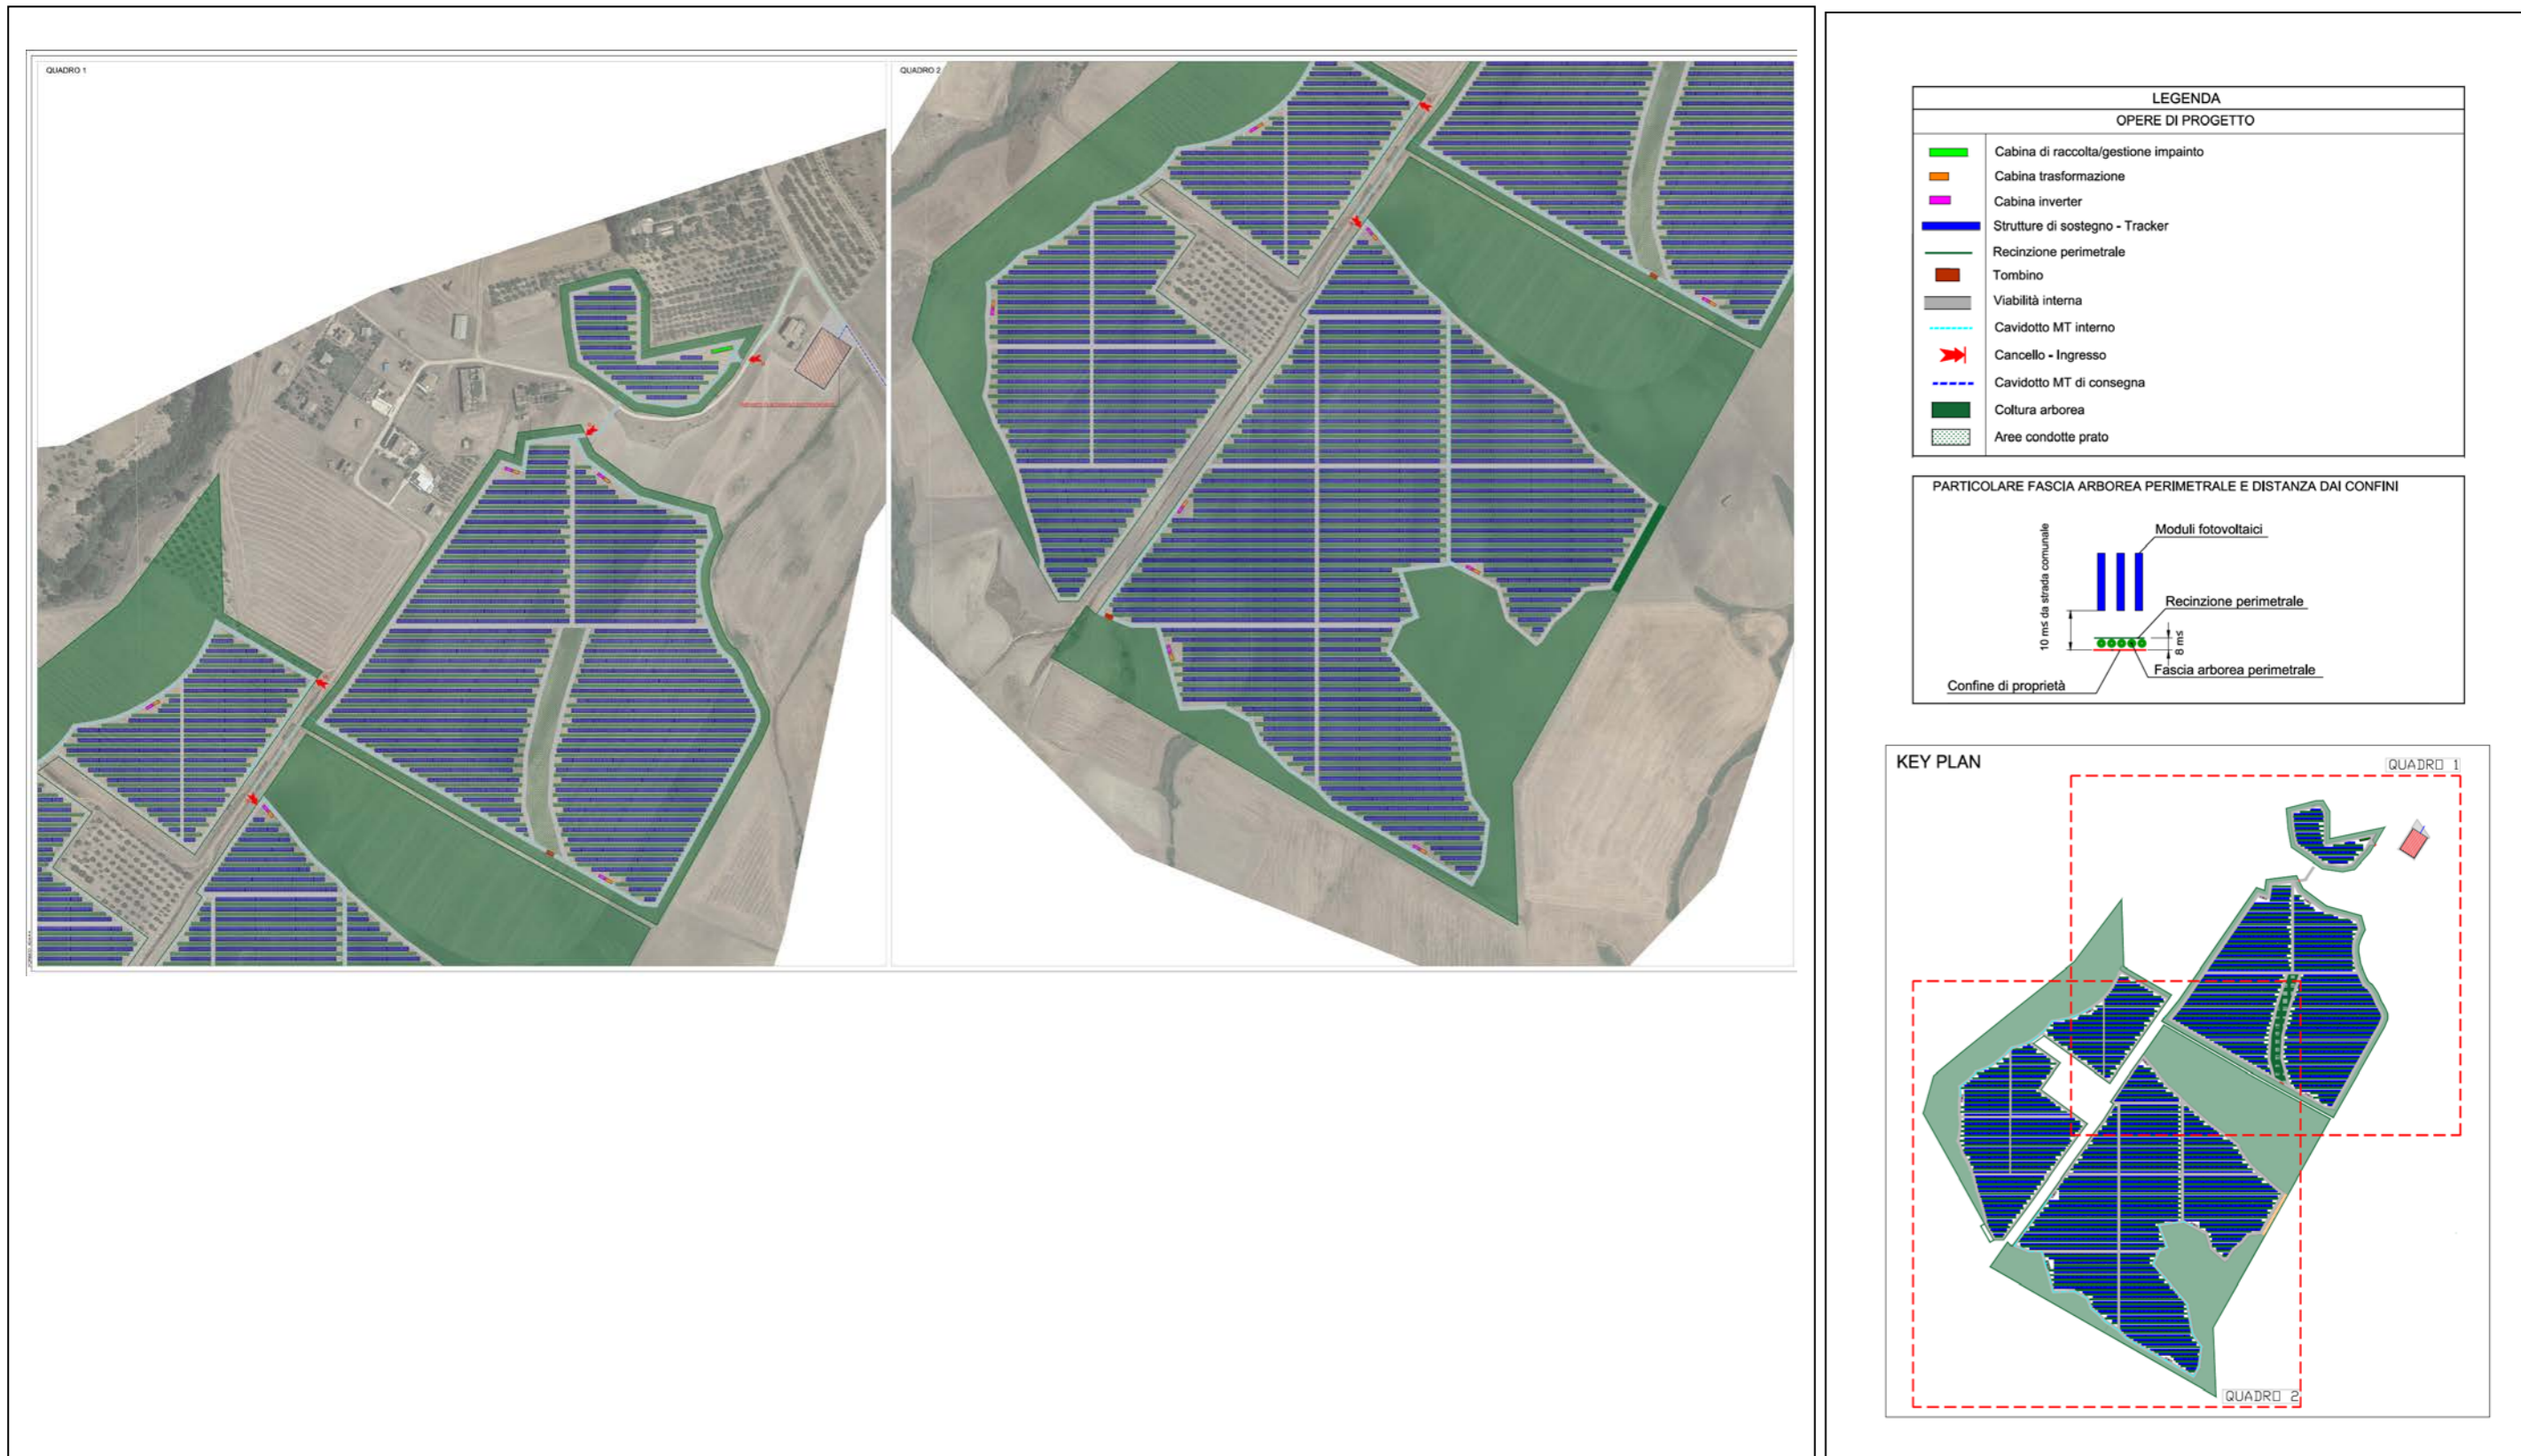 QUADRO 1
QUADRO 2
LEGENDA
OPERE DI PROGETTO
Cabina di raccolta/gestione impainto
Cabina trasformazione
Cabina inverter
Strutture di sostegno - Tracker
Recinzione perimetrale
Tombino
Viabilità interna
Cavidotto MT interno
Cancello - Ingresso
Cavidotto MT di consegna
Coltura arborea
Aree condotte prato
PARTICOLARE FASCIA ARBOREA PERIMETRALE E DISTANZA DAI CONFINI
10 ms da strada comunale
Moduli fotovoltaici
Recinzione perimetrale
8 ms
Fascia arborea perimetrale
Confine di proprietà
KEY PLAN
QUADRO 1
QUADRO 2